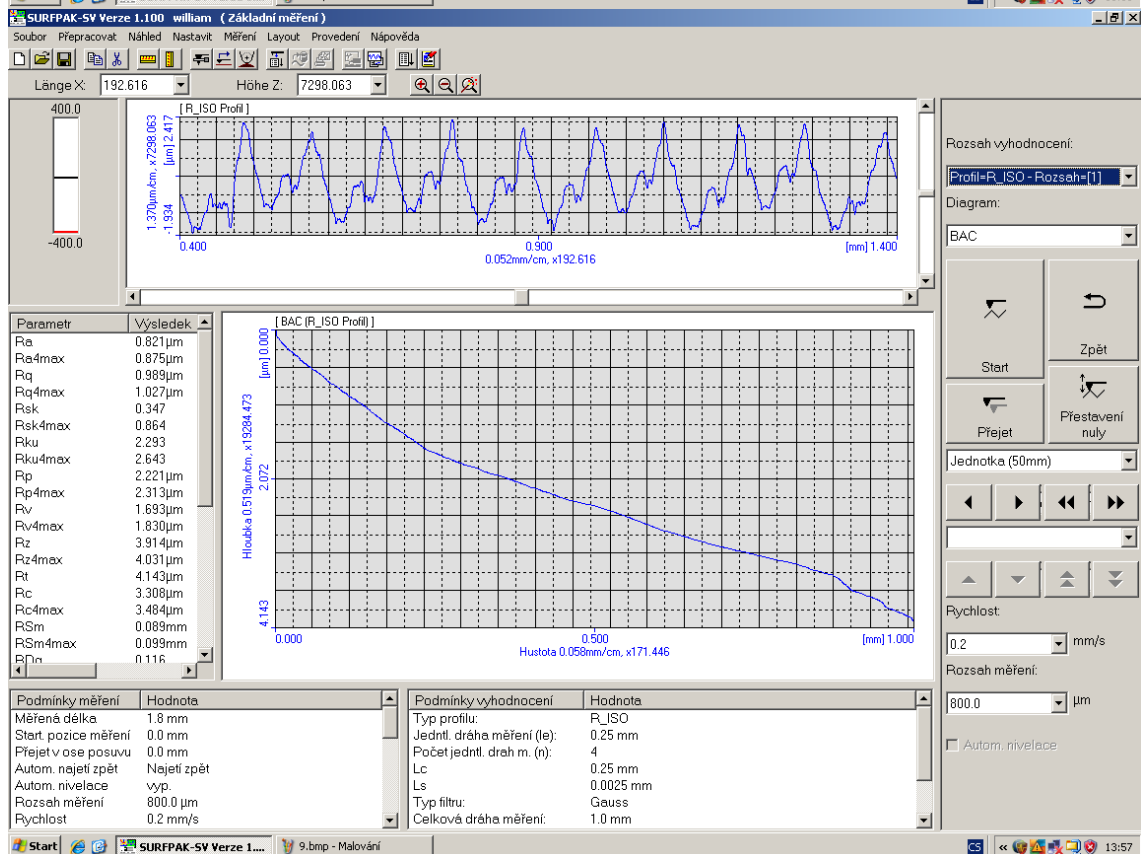 SURFPAK-SV Verze 1.100 william ( Základní měření )
Soubor Přepracovat Náhled Nastavit Měření Layout Provedení Nápověda
Länge X: 192.616 Höhe Z: 7298.063
400.0
-400.0
[ R_ISO Profil ]
1.370µm/cm, x7298.063
[µm] 2.417
-1.934
0.400 0.900 [mm] 1.400
0.052mm/cm, x192.616
Parametr Výsledek
Ra 0.821µm
Ra4max 0.875µm
Rq 0.989µm
Rq4max 1.027µm
Rsk 0.347
Rsk4max 0.864
Rku 2.293
Rku4max 2.643
Rp 2.221µm
Rp4max 2.313µm
Rv 1.693µm
Rv4max 1.830µm
Rz 3.914µm
Rz4max 4.031µm
Rt 4.143µm
Rc 3.308µm
Rc4max 3.484µm
RSm 0.089mm
RSm4max 0.099mm
RDq 0.116
[ BAC (R_ISO Profil) ]
Hloubka 0.519µm/cm, x19284.473
[µm] 0.000
2.072
4.143
0.000 0.500 [mm] 1.000
Hustota 0.058mm/cm, x171.446
Rozsah vyhodnocení:
Profil=R_ISO - Rozsah=[1]
Diagram:
BAC
Start
Zpět
Přejet
Přestavení
nuly
Jednotka (50mm)
Rychlost:
0.2 mm/s
Rozsah měření:
800.0 µm
Autom. nivelace
Podmínky měření Hodnota
Měřená délka 1.8 mm
Start. pozice měření 0.0 mm
Přejet v ose posuvu 0.0 mm
Autom. najetí zpět Najetí zpět
Autom. nivelace vyp.
Rozsah měření 800.0 µm
Rychlost 0.2 mm/s
Podmínky vyhodnocení Hodnota
Typ profilu: R_ISO
Jedntl. dráha měření (le): 0.25 mm
Počet jedntl. drah m. (n): 4
Lc 0.25 mm
Ls 0.0025 mm
Typ filtru: Gauss
Celková dráha měření: 1.0 mm
Start SURFPAK-SV Verze 1.... 9.bmp - Malování CS « 13:57